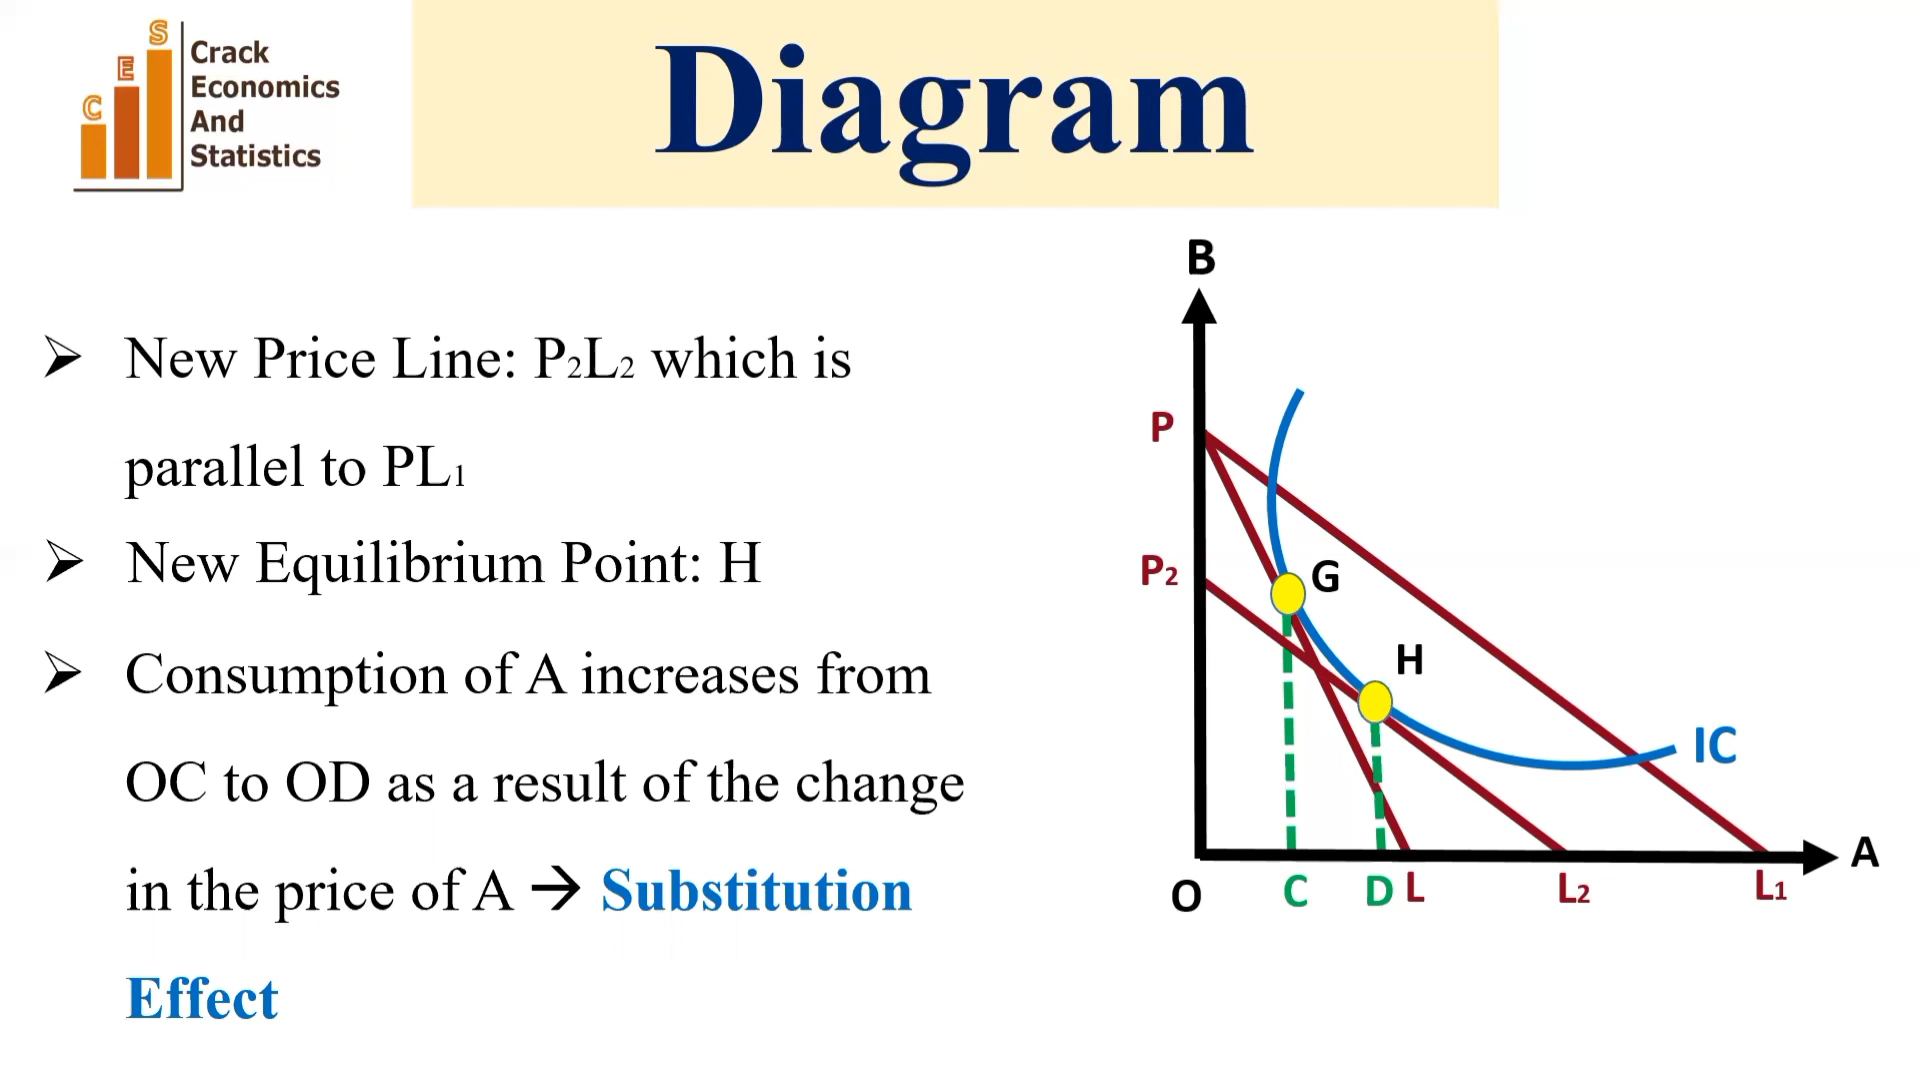 C
E
S
Crack
Economics
And
Statistics
Diagram
➢ New Price Line: P₂L₂ which is
parallel to PL₁
➢ New Equilibrium Point: H
➢ Consumption of A increases from
OC to OD as a result of the change
in the price of A → Substitution
Effect
B
P
P₂
G
H
IC
A
O
C
D
L
L₂
L₁